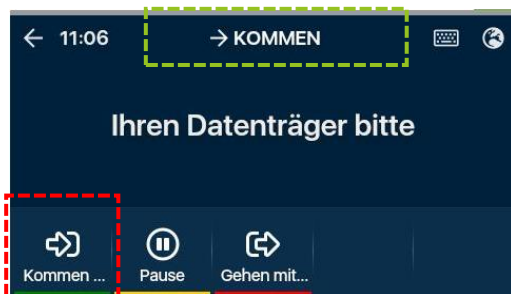 11:06 → KOMMEN
Ihren Datenträger bitte
Kommen ... Pause Gehen mit...